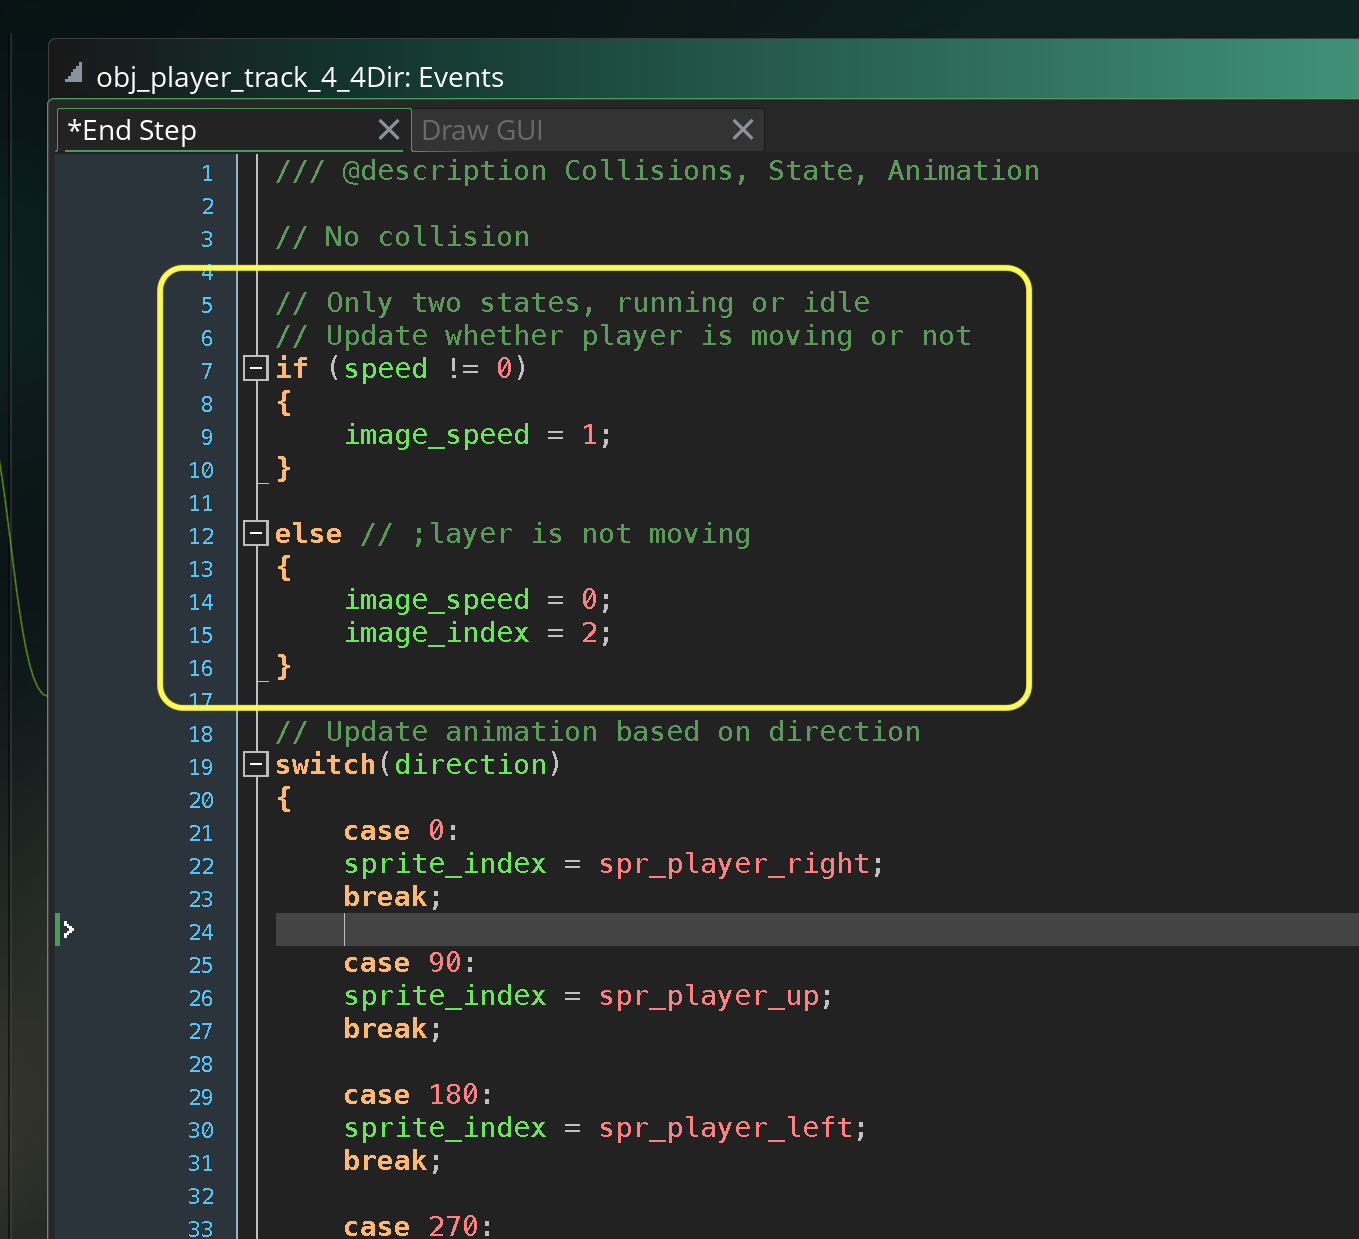 obj_player_track_4_4Dir: Events
*End Step
Draw GUI
1 /// @description Collisions, State, Animation
2
3 // No collision
4
5 // Only two states, running or idle
6 // Update whether player is moving or not
7 if (speed != 0)
8 {
9 image_speed = 1;
10 }
11
12 else // ;layer is not moving
13 {
14 image_speed = 0;
15 image_index = 2;
16 }
17
18 // Update animation based on direction
19 switch(direction)
20 {
21 case 0:
22 sprite_index = spr_player_right;
23 break;
24
25 case 90:
26 sprite_index = spr_player_up;
27 break;
28
29 case 180:
30 sprite_index = spr_player_left;
31 break;
32
33 case 270: